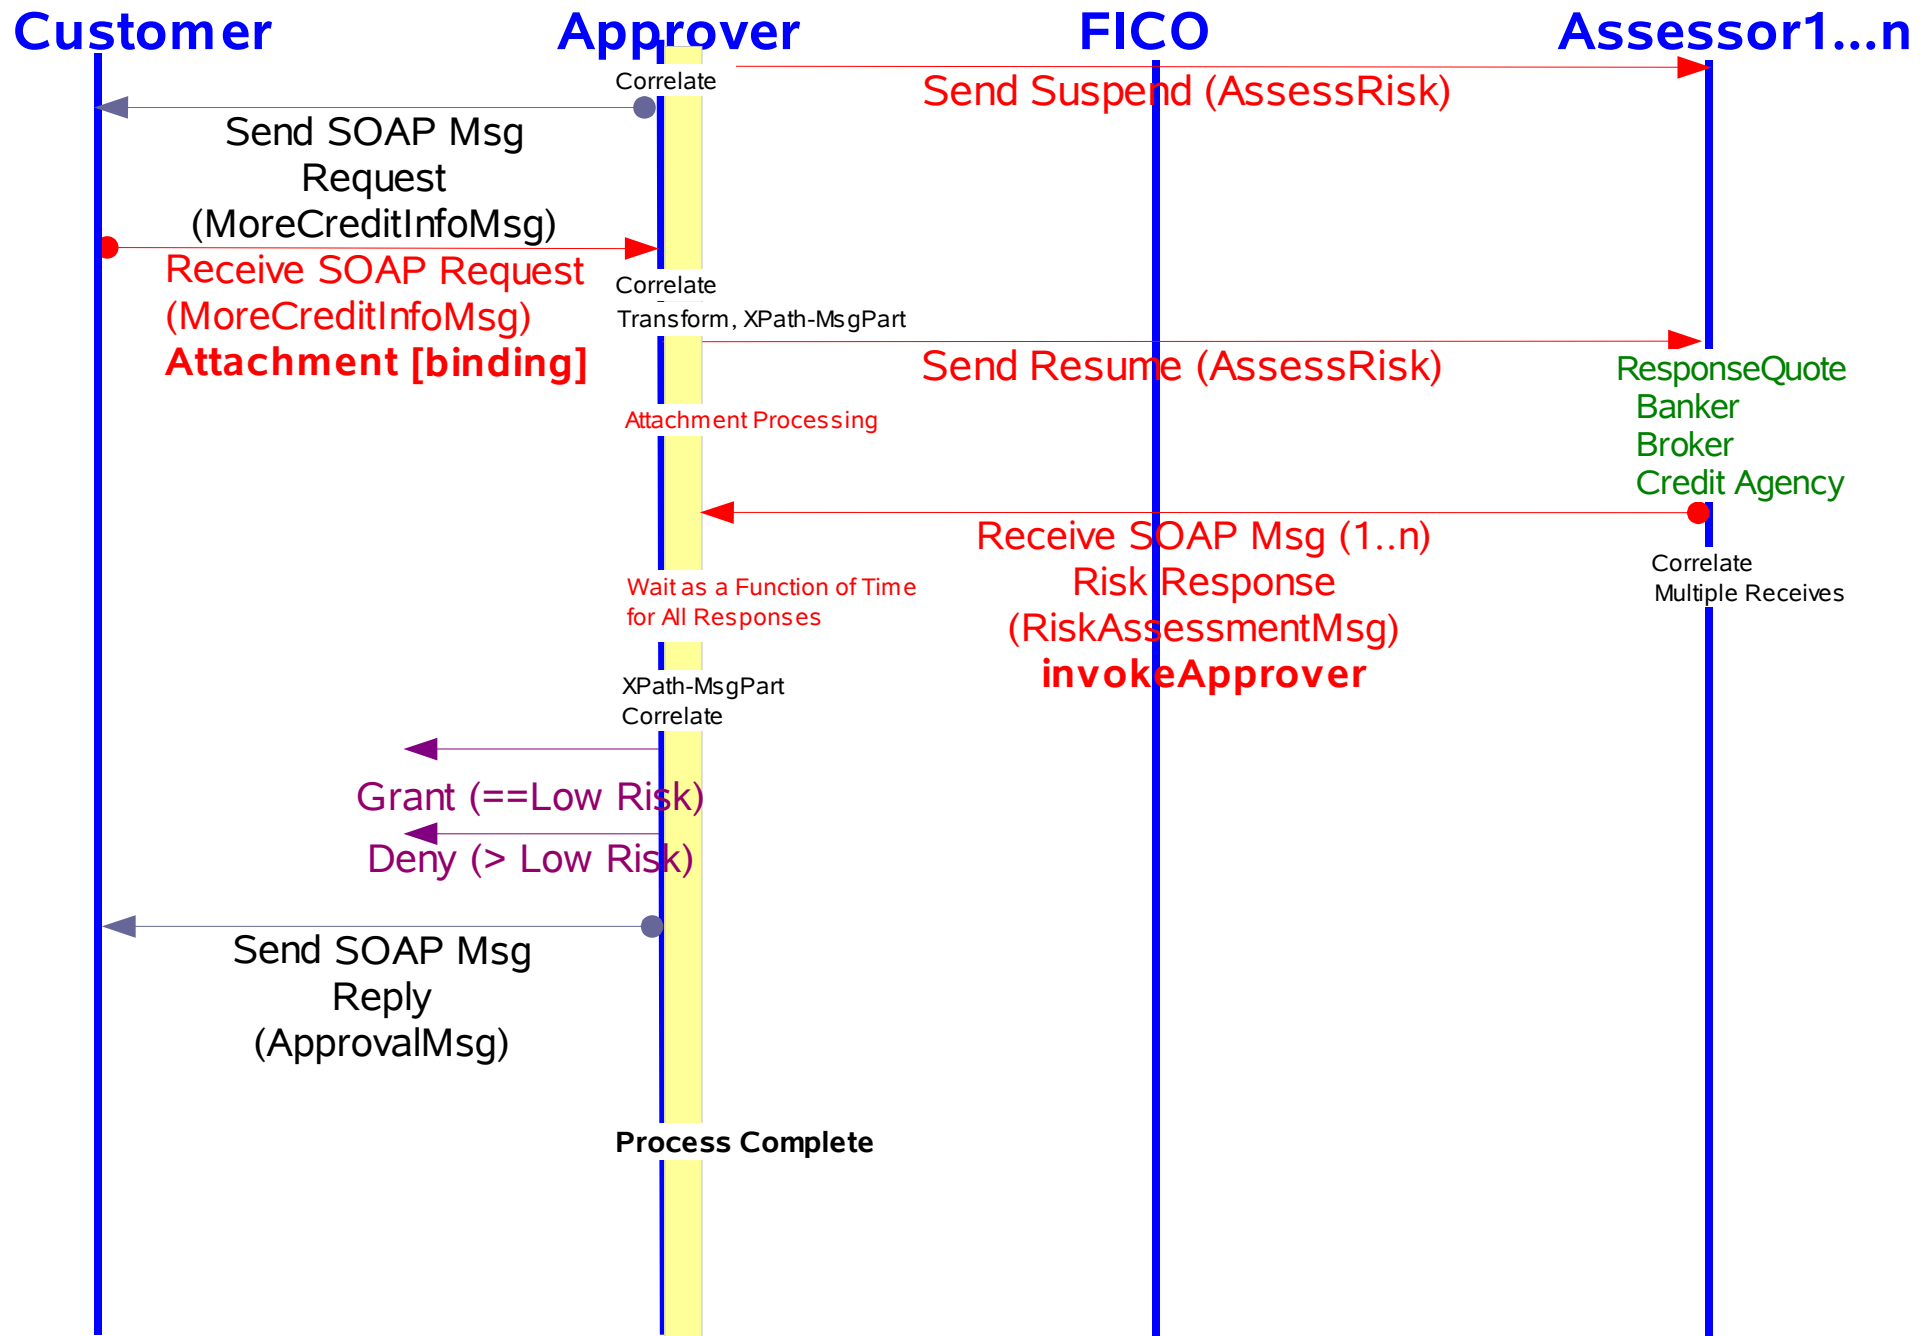 Customer
Approver
FICO
Assessor1...n
Correlate
Send Suspend (AssessRisk)
Send SOAP Msg
Request
(MoreCreditInfoMsg)
Receive SOAP Request
(MoreCreditInfoMsg)
Attachment [binding]
Correlate
Transform, XPath-MsgPart
Send Resume (AssessRisk)
ResponseQuote
Banker
Broker
Credit Agency
Attachment Processing
Receive SOAP Msg (1..n)
Risk Response
(RiskAssessmentMsg)
invokeApprover
Correlate
Multiple Receives
Wait as a Function of Time
for All Responses
XPath-MsgPart
Correlate
Grant (==Low Risk)
Deny (> Low Risk)
Send SOAP Msg
Reply
(ApprovalMsg)
Process Complete